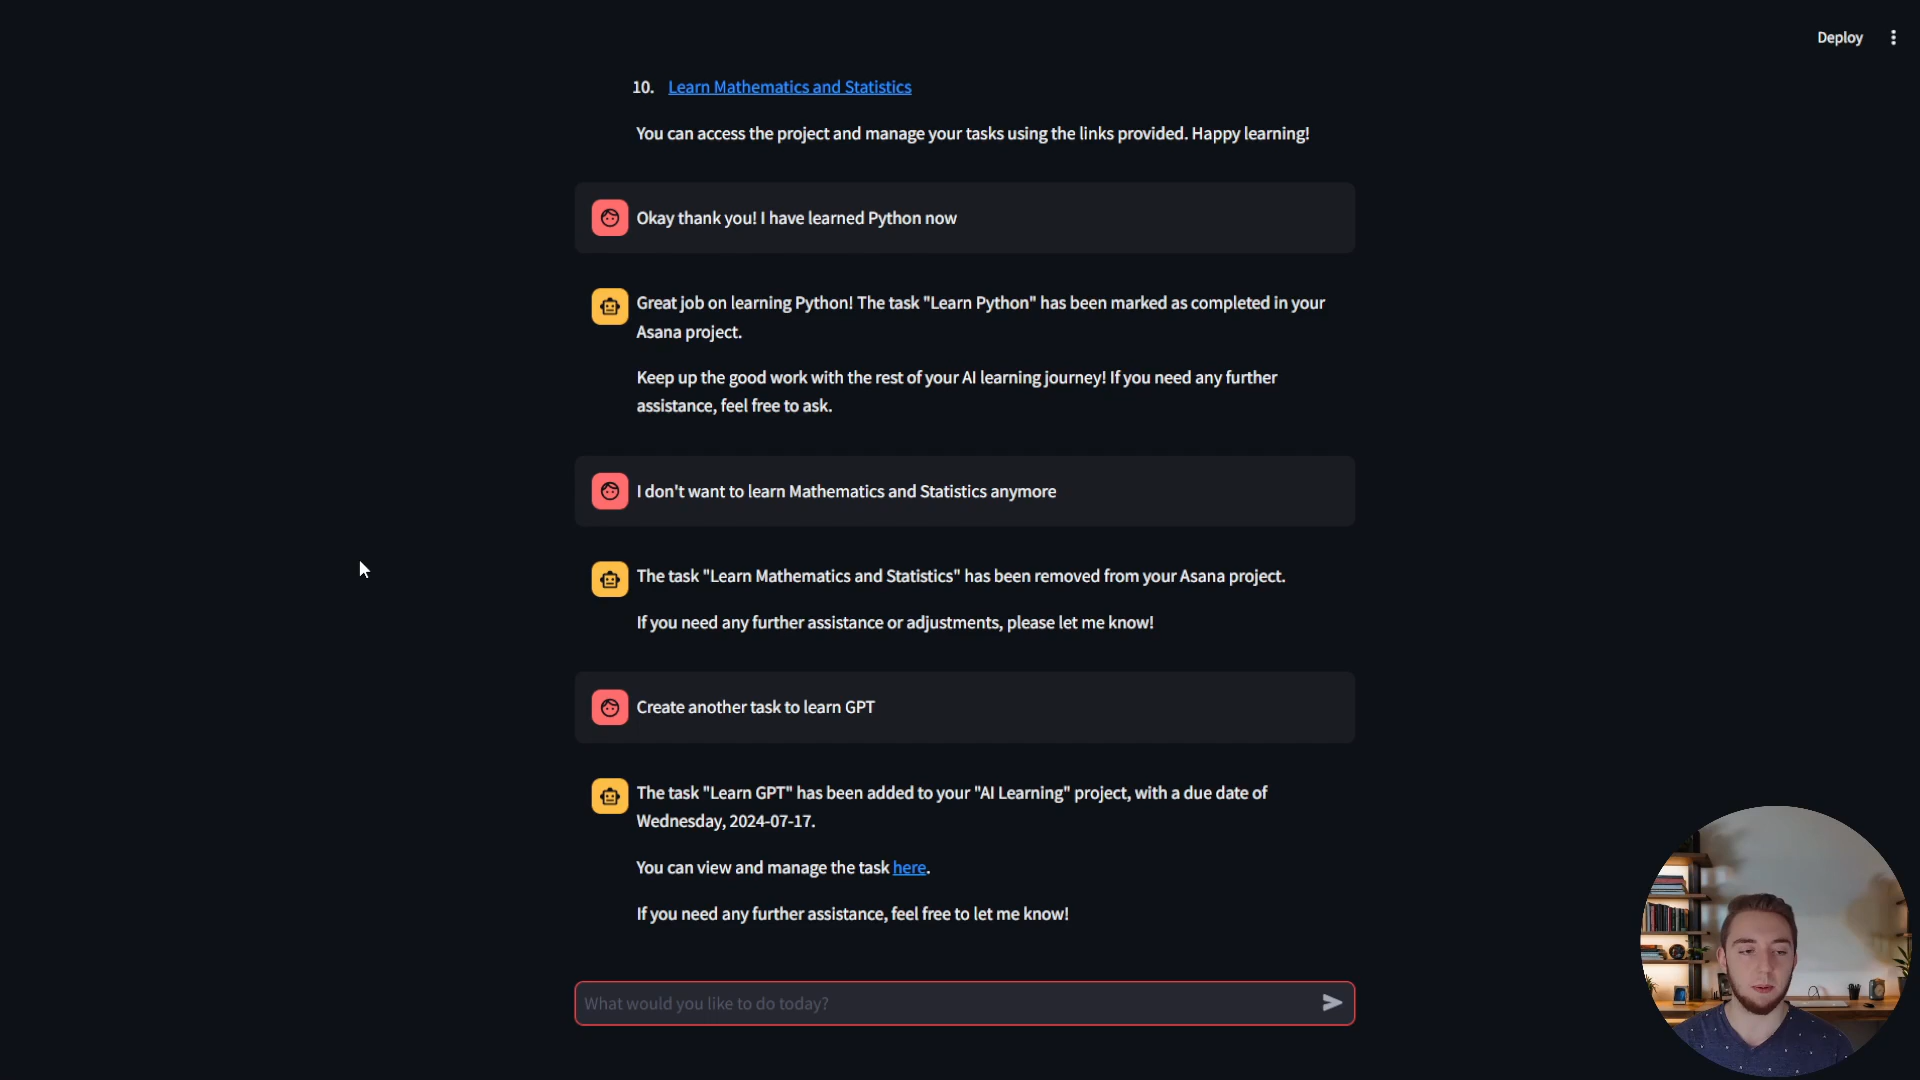 Deploy
10. Learn Mathematics and Statistics
You can access the project and manage your tasks using the links provided. Happy learning!
Okay thank you! I have learned Python now
Great job on learning Python! The task "Learn Python" has been marked as completed in your
Asana project.
Keep up the good work with the rest of your AI learning journey! If you need any further
assistance, feel free to ask.
I don't want to learn Mathematics and Statistics anymore
The task "Learn Mathematics and Statistics" has been removed from your Asana project.
If you need any further assistance or adjustments, please let me know!
Create another task to learn GPT
The task "Learn GPT" has been added to your "AI Learning" project, with a due date of
Wednesday, 2024-07-17.
You can view and manage the task here.
If you need any further assistance, feel free to let me know!
What would you like to do today?